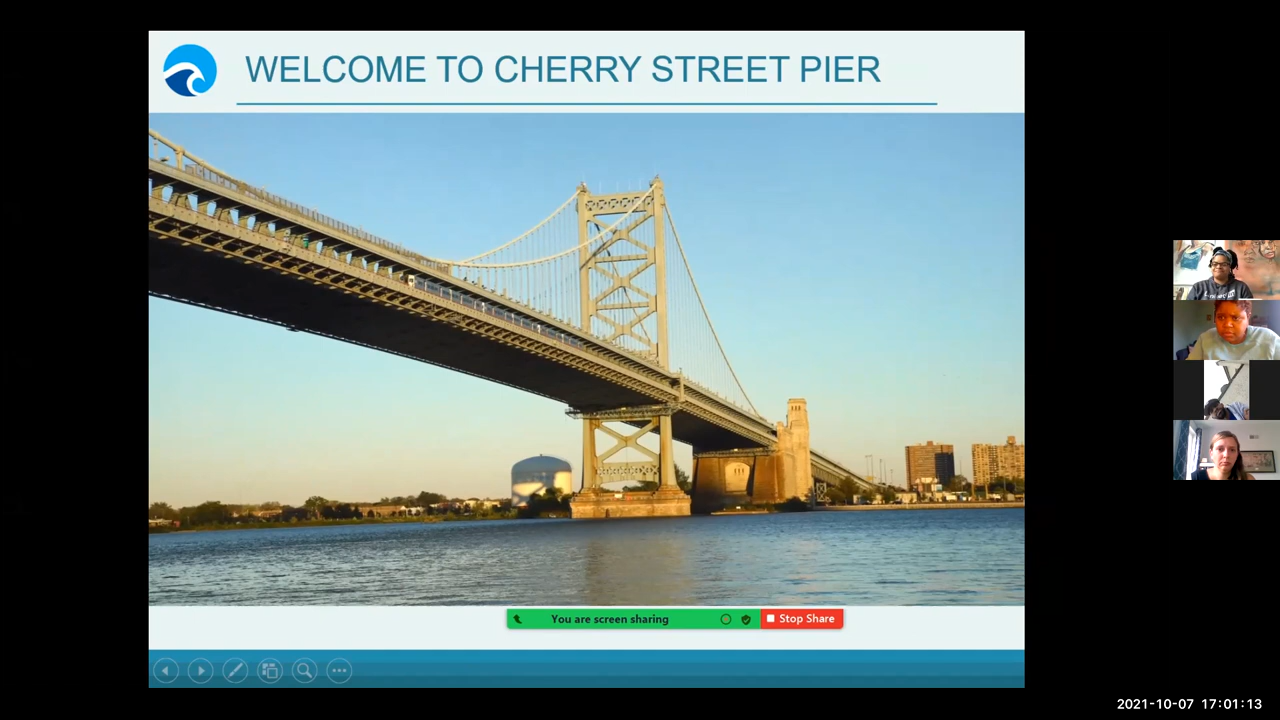 WELCOME TO CHERRY STREET PIER
You are screen sharing Stop Share
2021-10-07 17:01:13